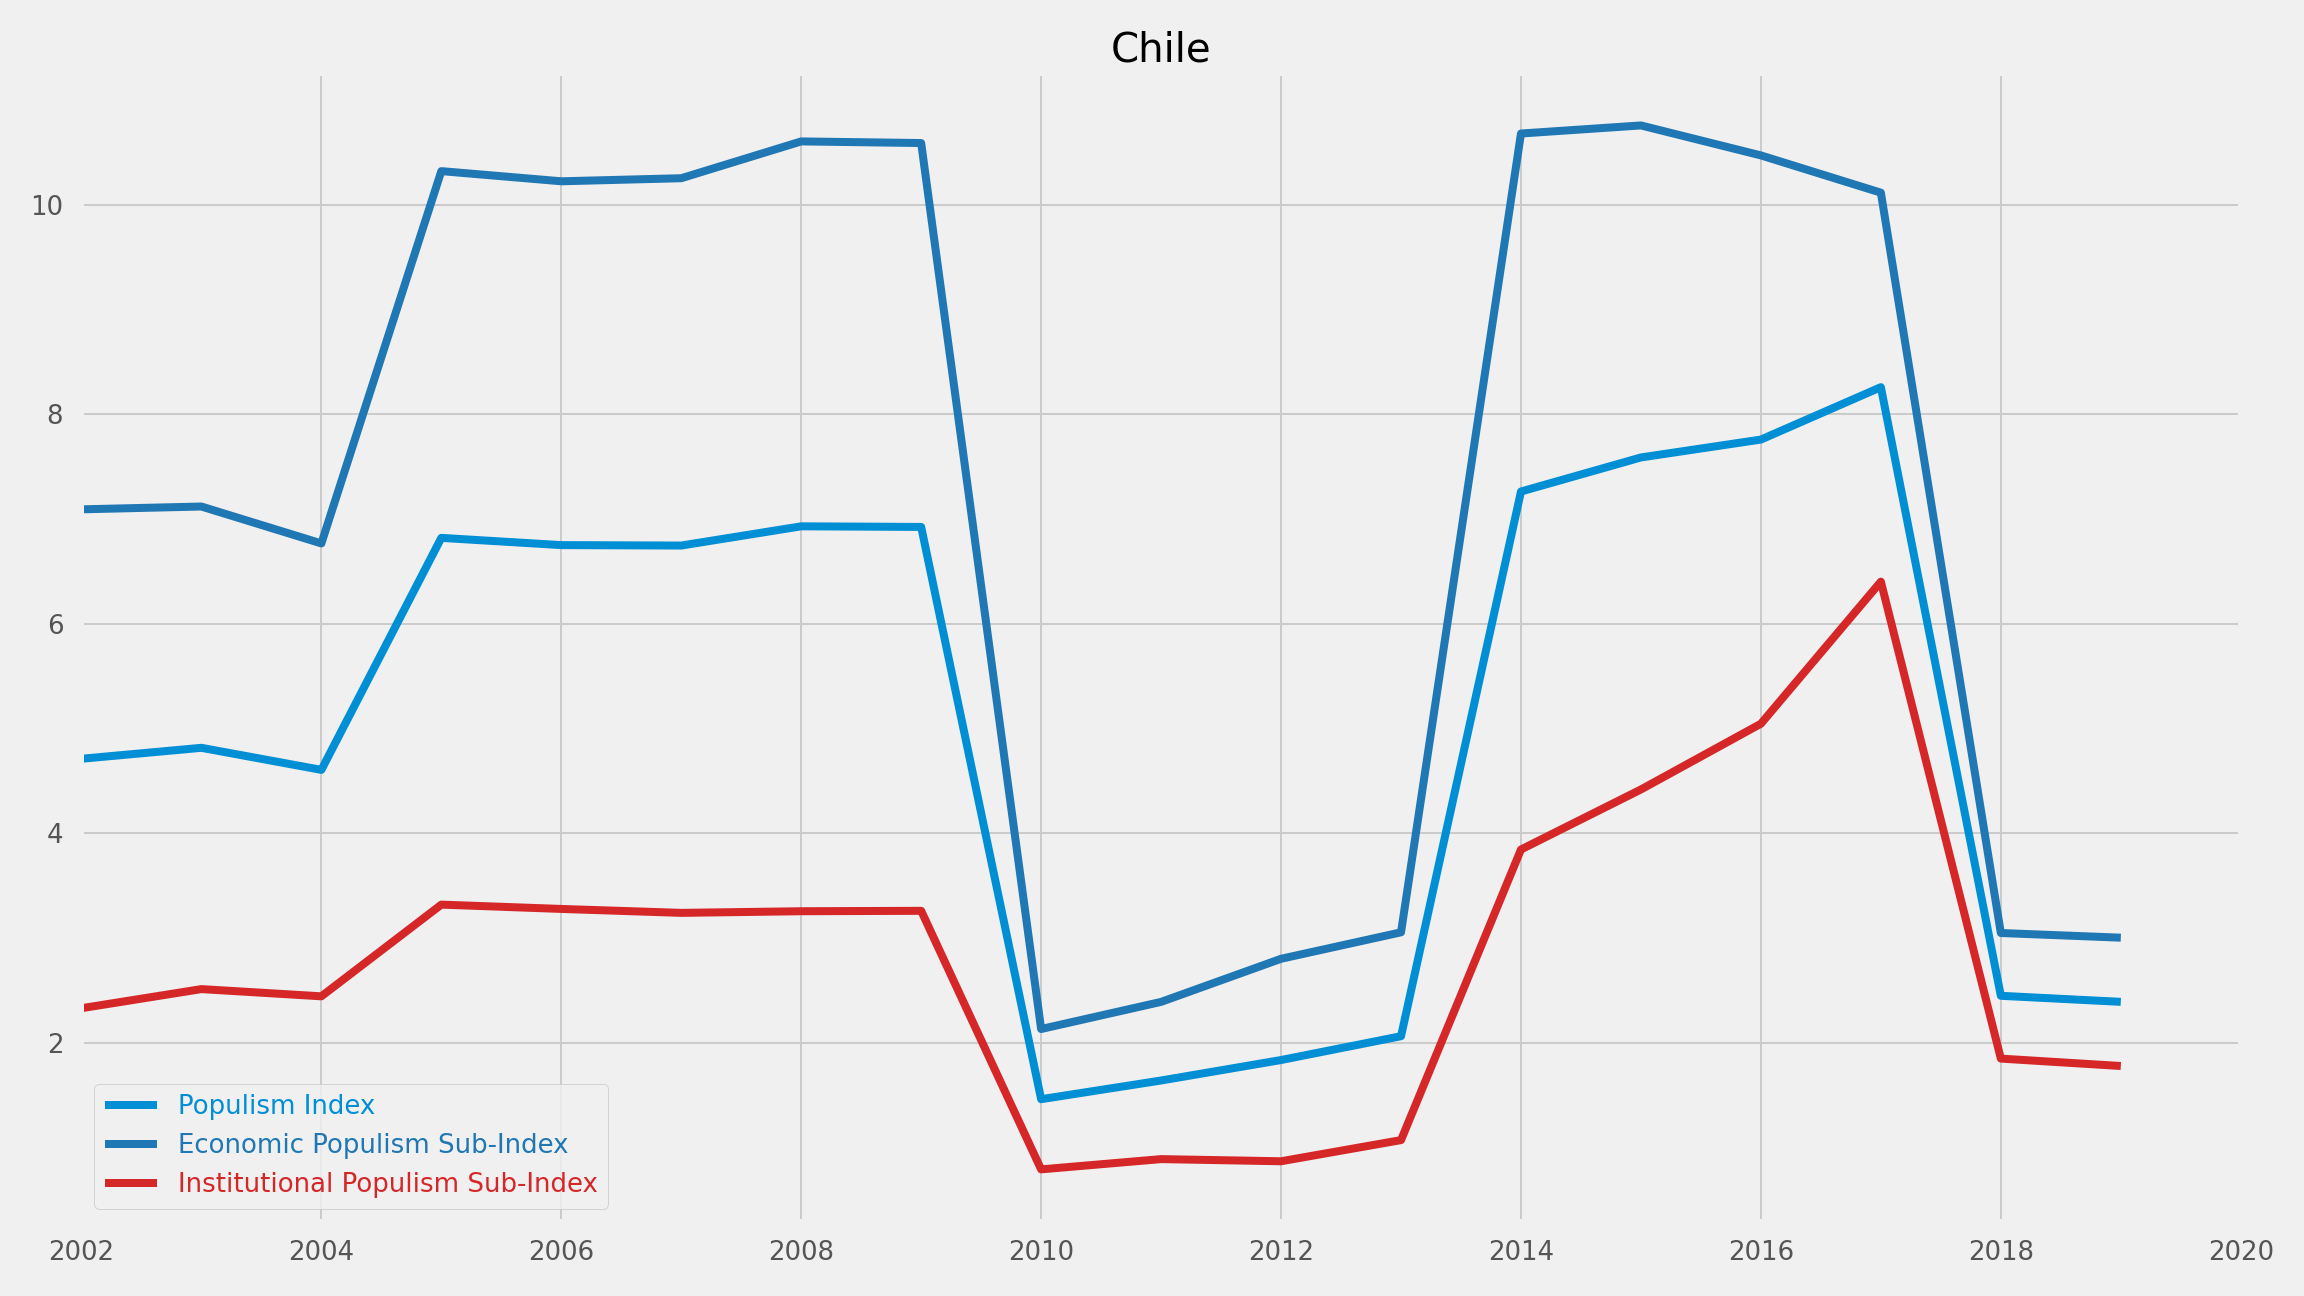 Chile
10
8
6
4
2
Populism Index
Economic Populism Sub-Index
Institutional Populism Sub-Index
2002 2004 2006 2008 2010 2012 2014 2016 2018 2020